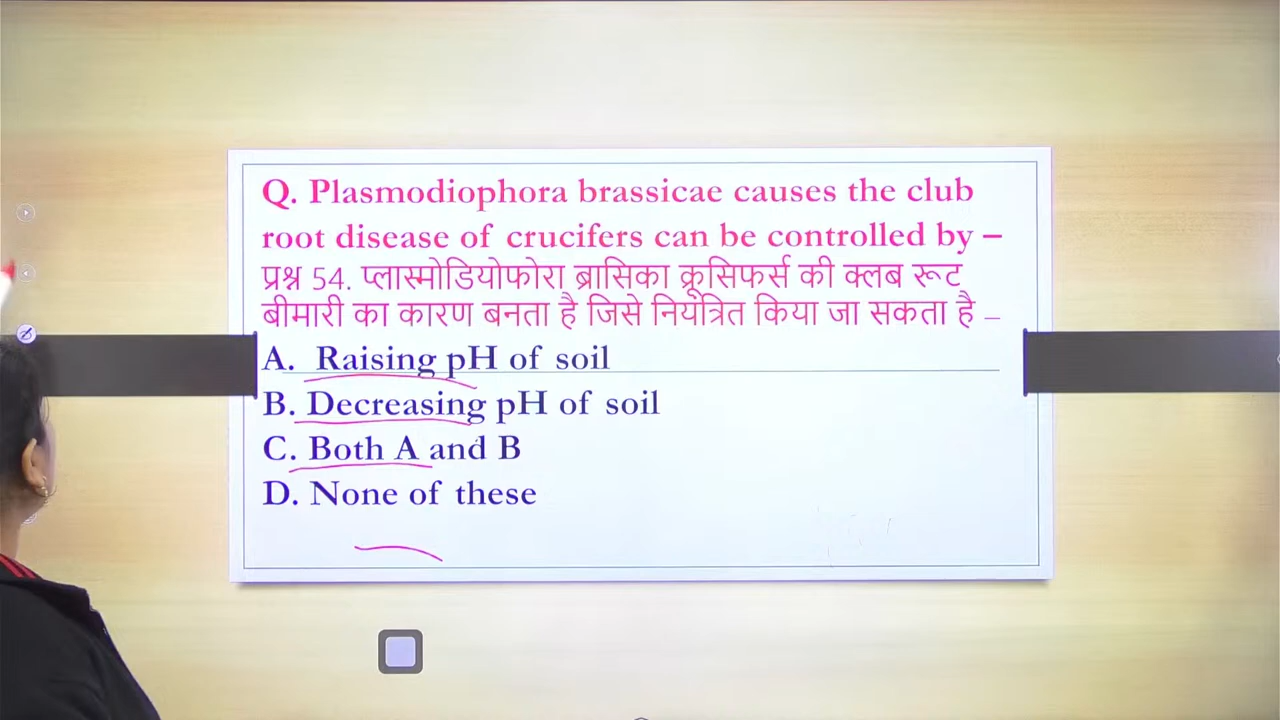 Q. Plasmodiophora brassicae causes the club
root disease of crucifers can be controlled by –
प्रश्न 54. प्लास्मोडियोफोरा ब्रासिका क्रूसिफर्स की क्लब रूट
बीमारी का कारण बनता है जिसे नियंत्रित किया जा सकता है –
A. Raising pH of soil
B. Decreasing pH of soil
C. Both A and B
D. None of these